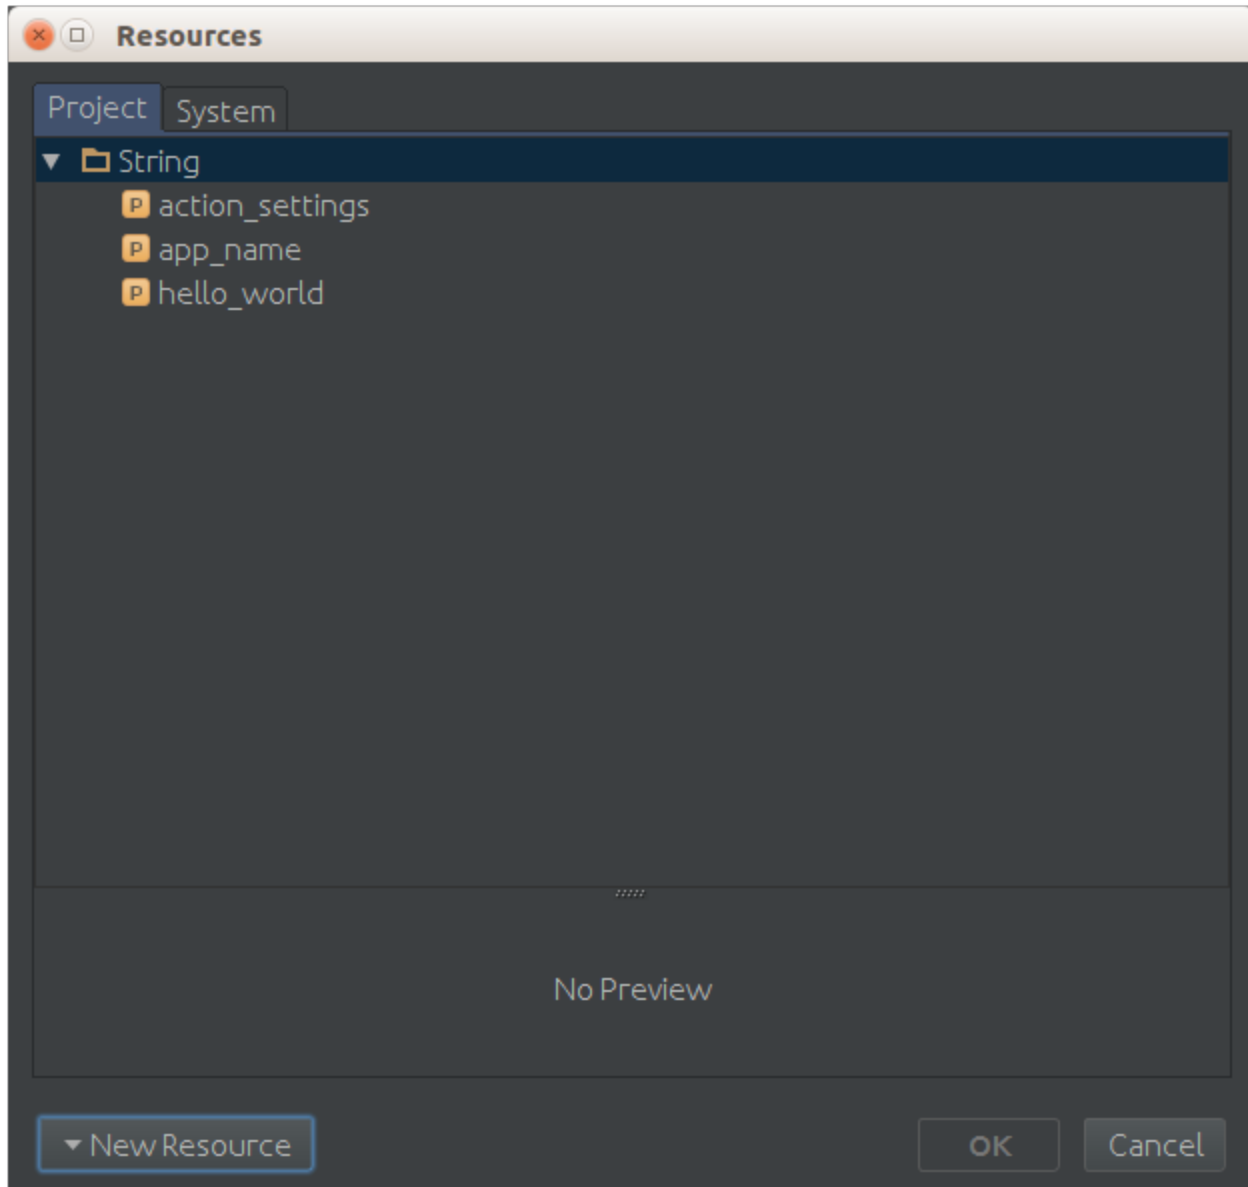 Resources
Project System
String
P action_settings
P app_name
P hello_world
No Preview
New Resource OK Cancel